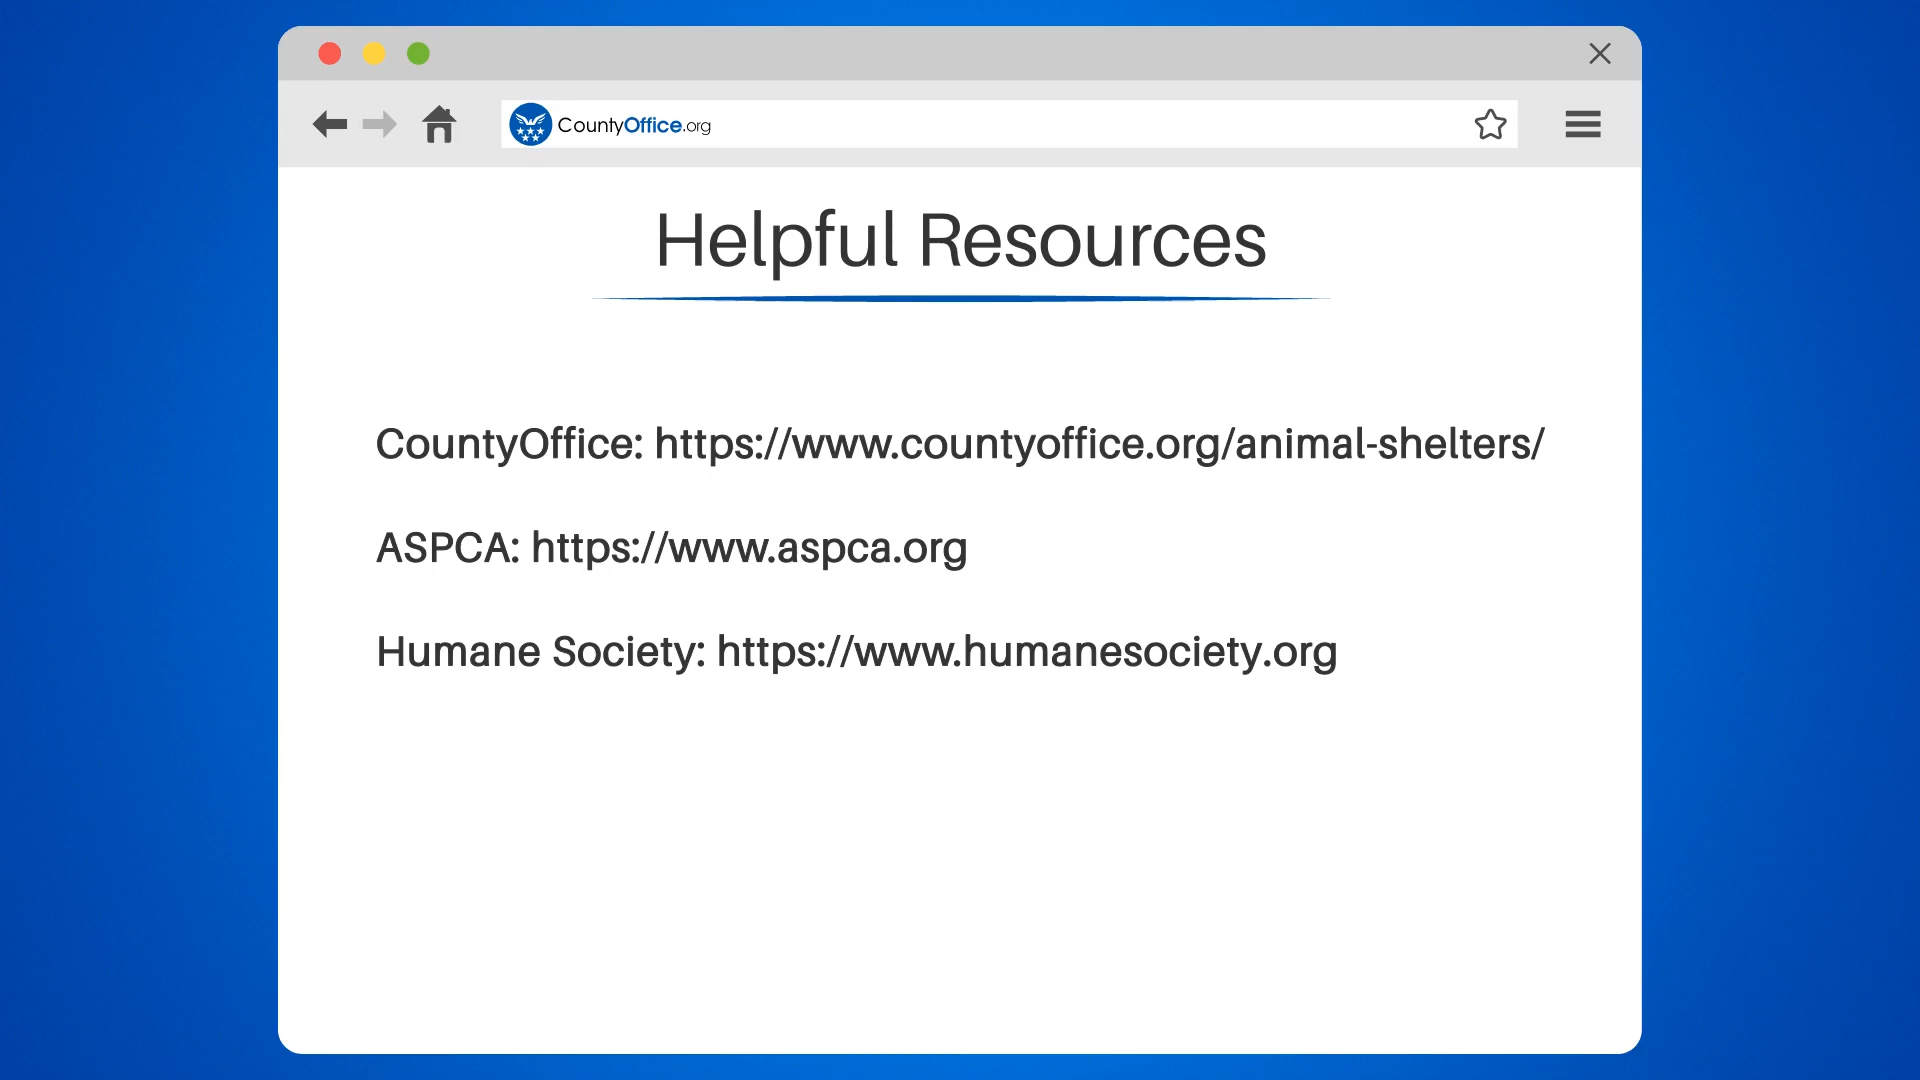 CountyOffice.org
Helpful Resources
CountyOffice: https://www.countyoffice.org/animal-shelters/
ASPCA: https://www.aspca.org
Humane Society: https://www.humanesociety.org